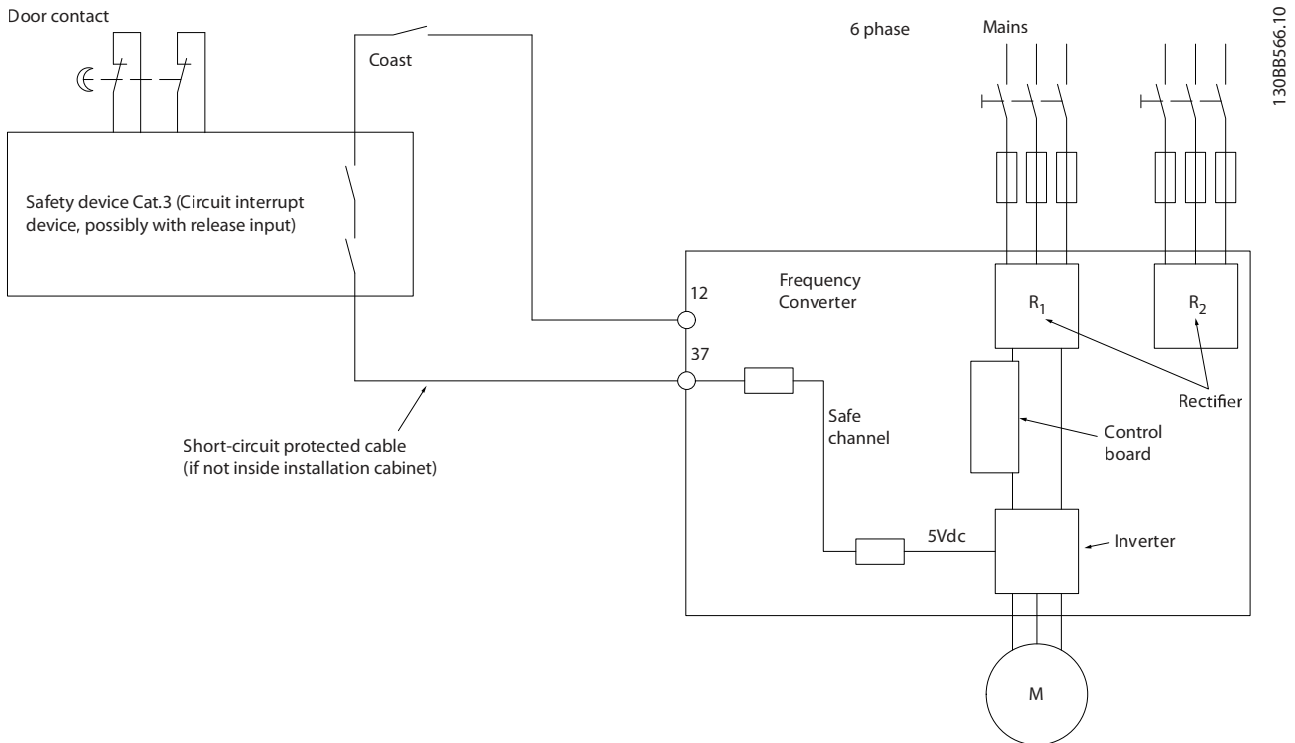 Door contact
Coast
6 phase
Mains
130BB566.10
Safety device Cat.3 (Circuit interrupt
device, possibly with release input)
12
Frequency
Converter
R1
R2
37
Rectifier
Safe
channel
Control
board
Short-circuit protected cable
(if not inside installation cabinet)
5Vdc
Inverter
M